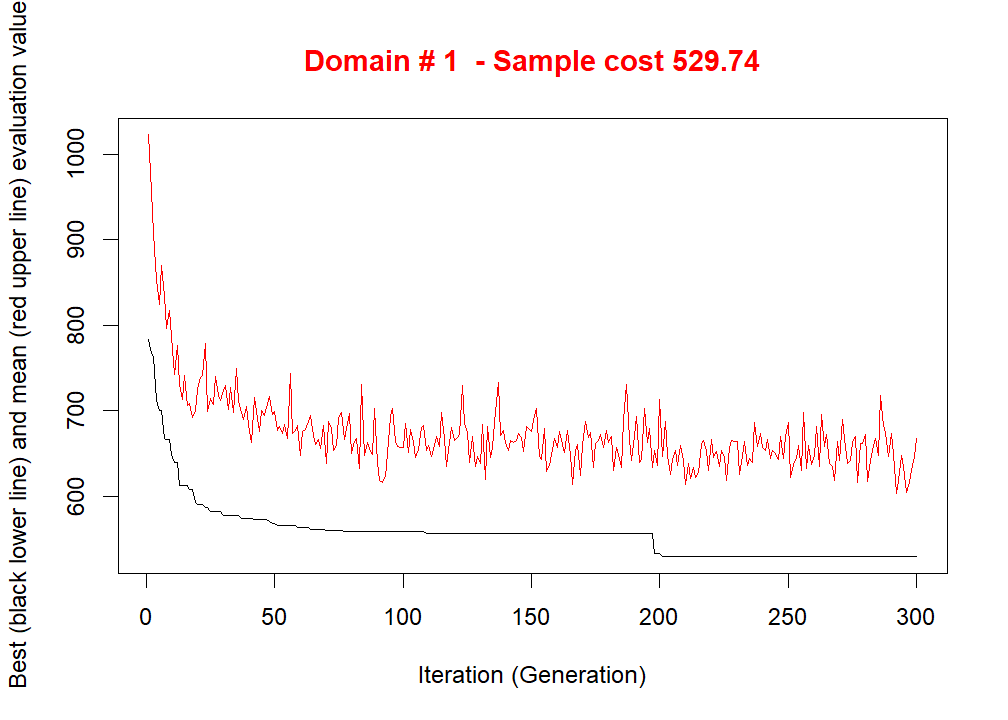 Domain # 1  - Sample cost 529.74
Best (black lower line) and mean (red upper line) evaluation value
1000
900
800
700
600
0 50 100 150 200 250 300
Iteration (Generation)